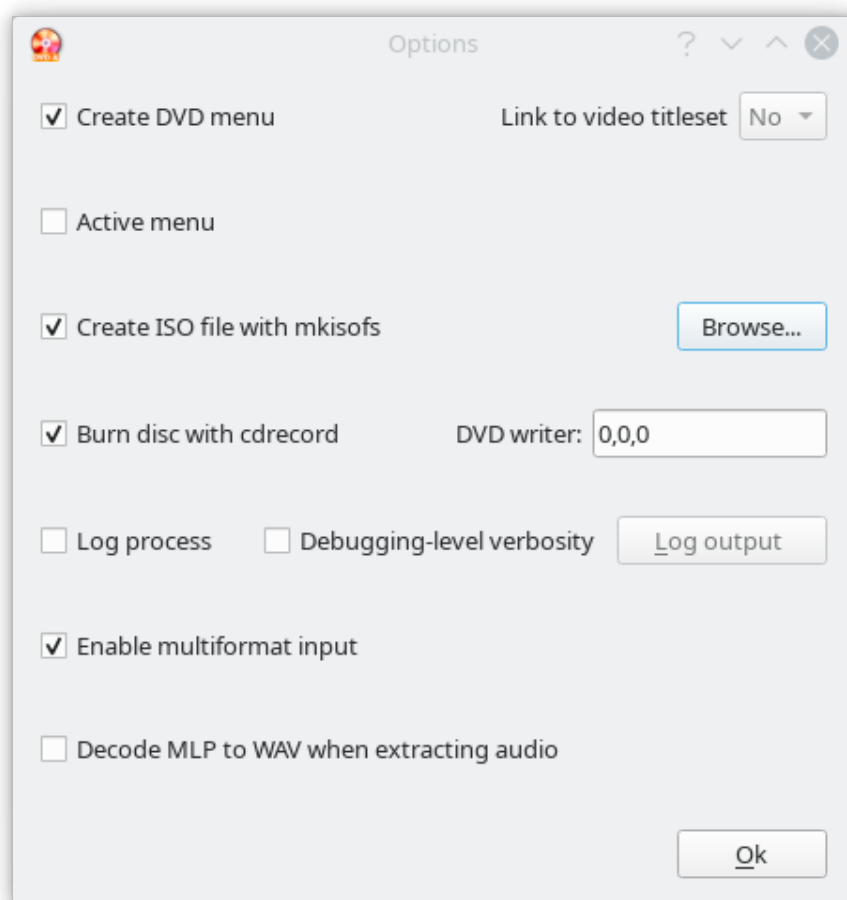 Options
Create DVD menu Link to video titleset No
Active menu
Create ISO file with mkisofs Browse...
Burn disc with cdrecord DVD writer: 0,0,0
Log process Debugging-level verbosity Log output
Enable multiformat input
Decode MLP to WAV when extracting audio
Ok